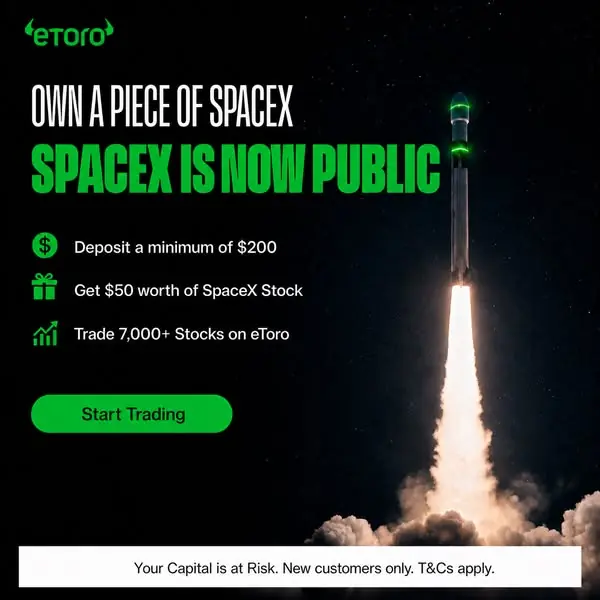 eToro
OWN A PIECE OF SPACEX
SPACEX IS NOW PUBLIC
Deposit a minimum of $200
Get $50 worth of SpaceX Stock
Trade 7,000+ Stocks on eToro
Start Trading
Your Capital is at Risk. New customers only. T&Cs apply.